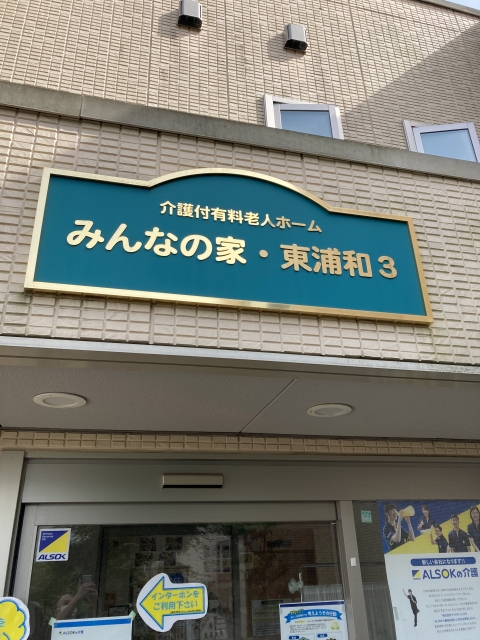 介護付有料老人ホーム
みんなの家・東浦和3
ALSOK
インターホンを
ご利用下さい
ALSOKの介護